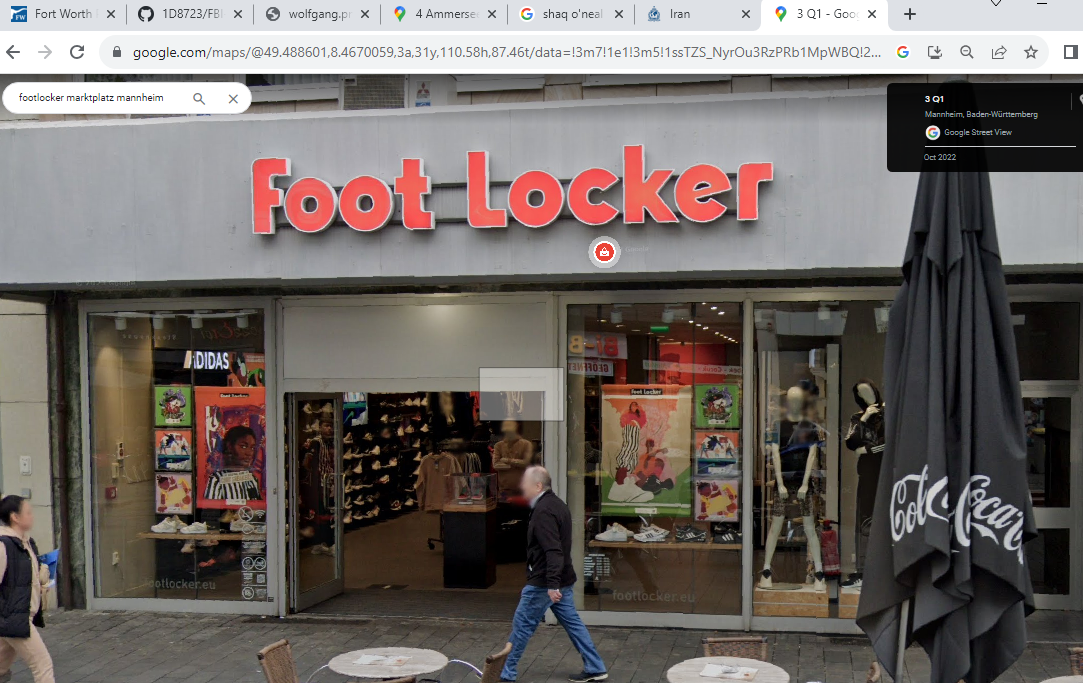 Fort Worth
1D8723/FB
wolfgang.pr
4 Ammerse
shaq o'neal
Iran
3 Q1 - Goo
google.com/maps/@49.488601,8.4670059,3a,31y,110.58h,87.46t/data=!3m7!1e1!3m5!1ssTZS_NyrOu3RzPRb1MpWBQ!2...
footlocker marktplatz mannheim
3 Q1
Mannheim, Baden-Württemberg
Google Street View
Oct 2022
Foot Locker
ADIDAS
GEÖFFNET
Foot Locker
Foot Locker
Coca-Cola
footlocker.eu
footlocker.eu